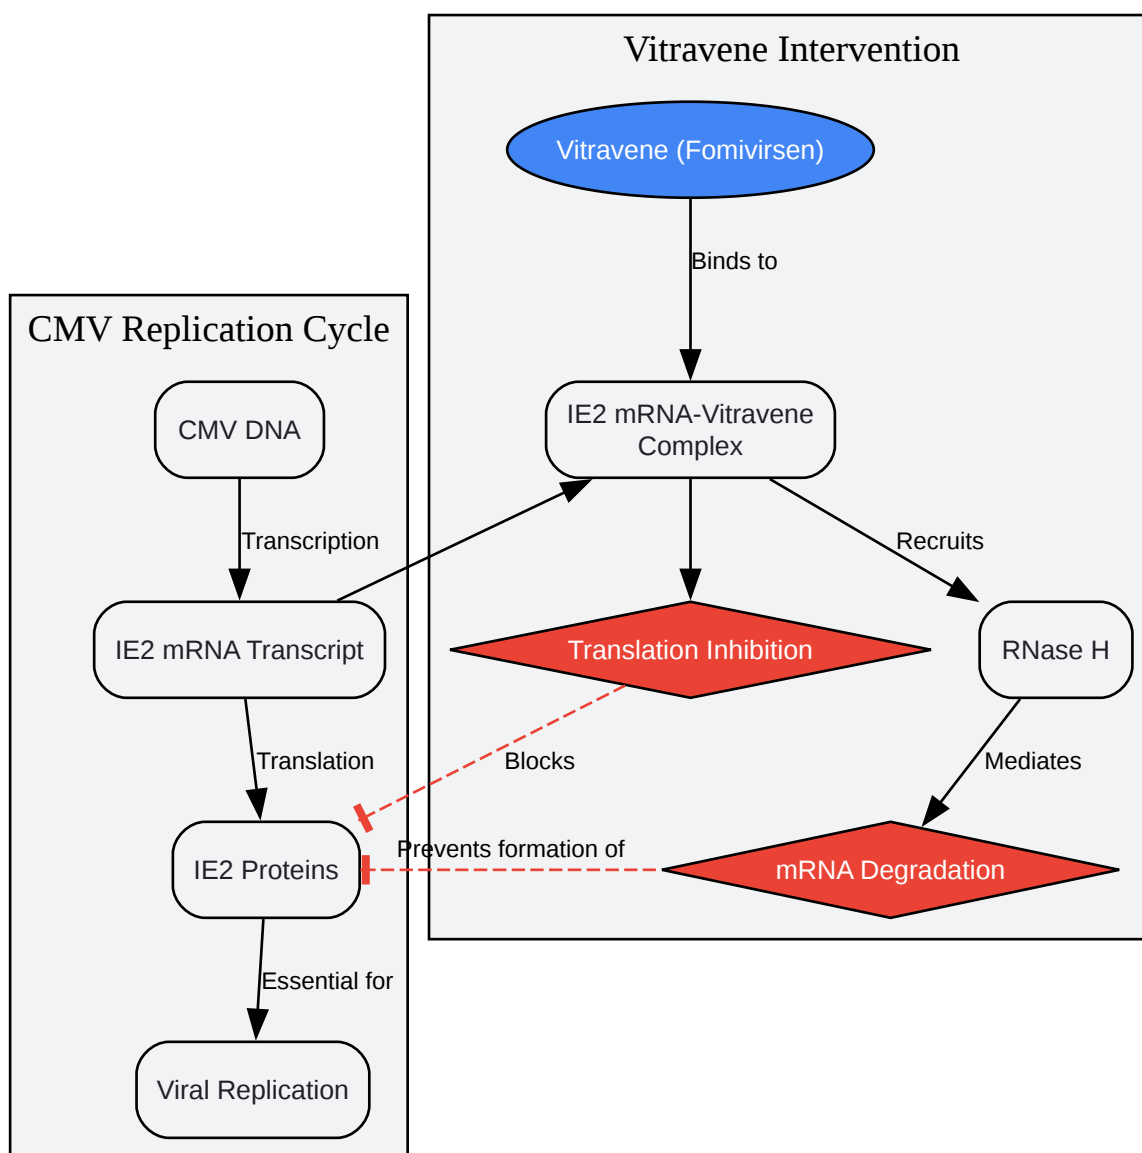 Vitravene Intervention
Vitravene (Fomivirsen)
Binds to
CMV Replication Cycle
CMV DNA
IE2 mRNA-Vitravene
Complex
Transcription
Recruits
IE2 mRNA Transcript
Translation Inhibition
RNase H
Translation
Blocks
Mediates
Prevents formation of
IE2 Proteins
mRNA Degradation
Essential for
Viral Replication